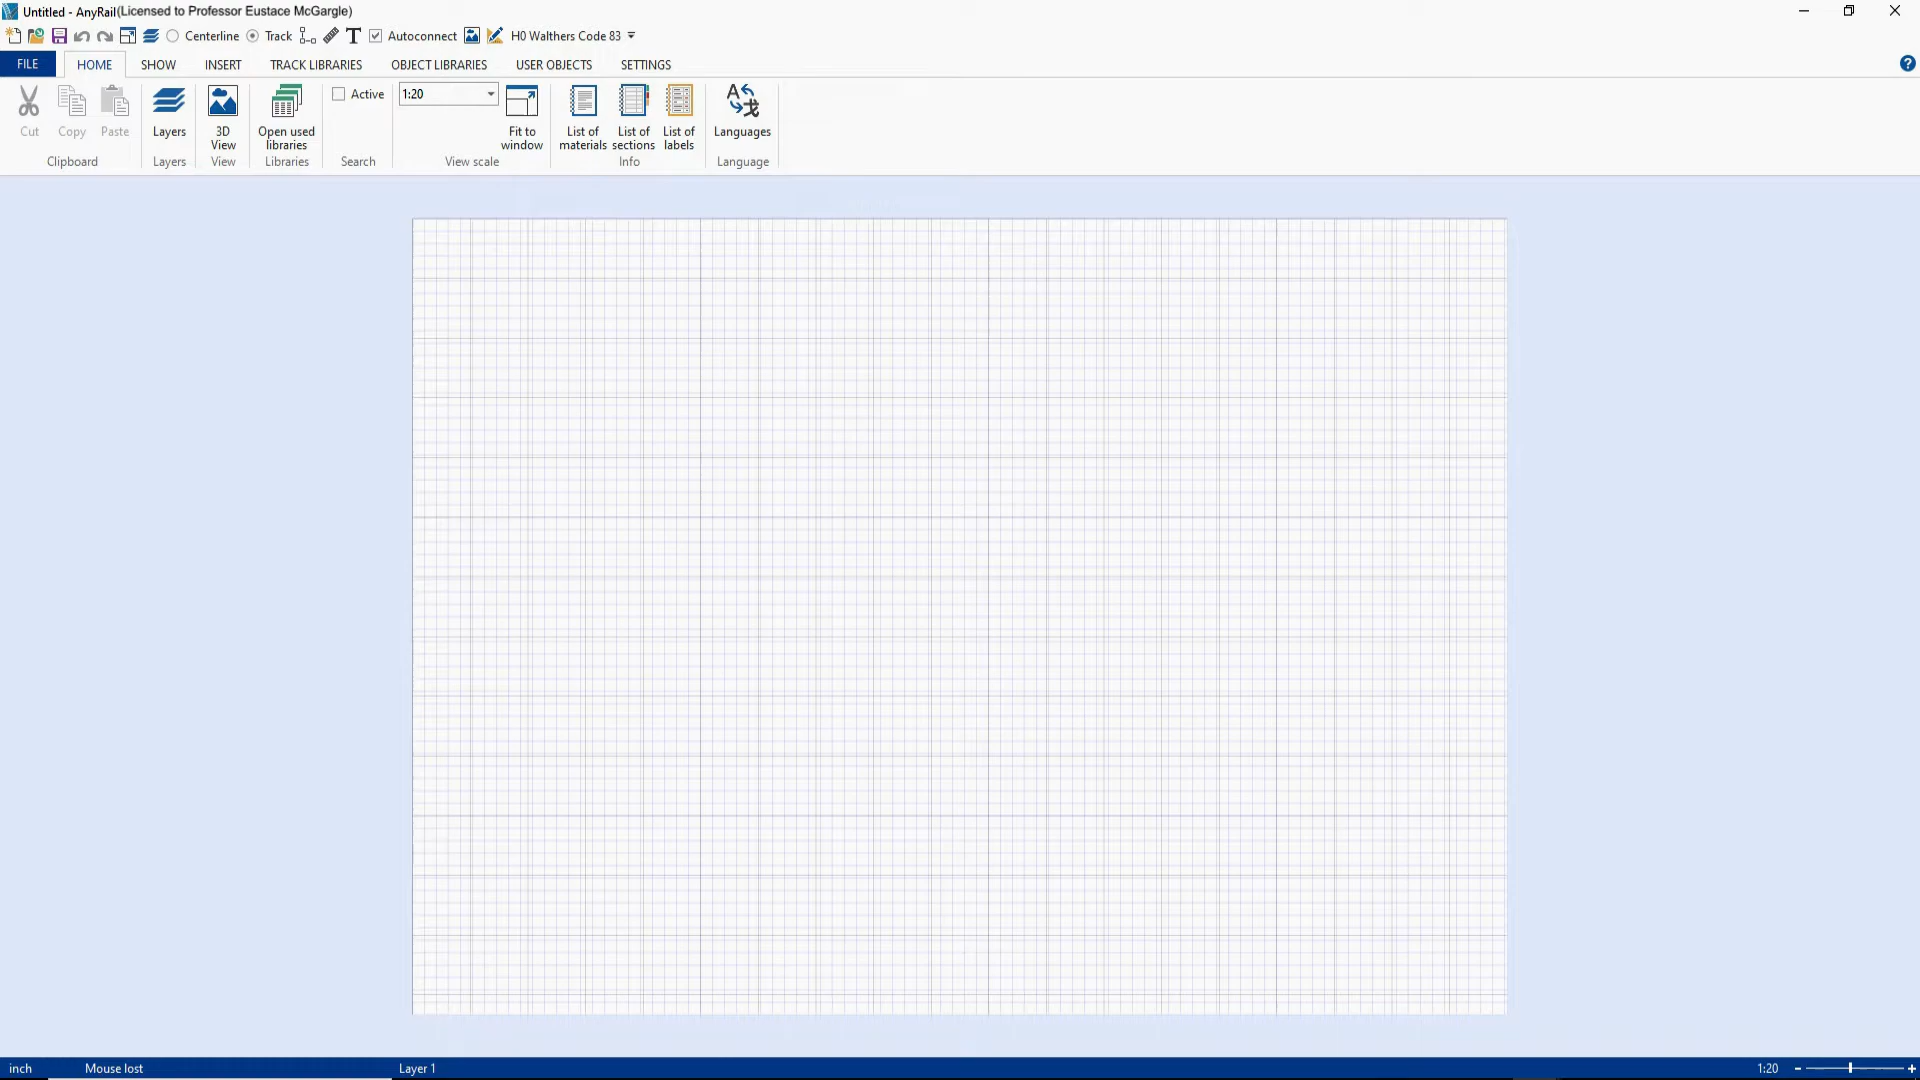 Untitled - AnyRail(Licensed to Professor Eustace McGargle)
Centerline Track T Autoconnect H0 Walthers Code 83
FILE HOME SHOW INSERT TRACK LIBRARIES OBJECT LIBRARIES USER OBJECTS SETTINGS ?
Active 1:20
Cut Copy Paste Layers 3D View Open used libraries Fit to window List of materials List of sections List of labels Languages
Clipboard Layers View Libraries Search View scale Info Language
inch Mouse lost Layer 1 1:20 - +